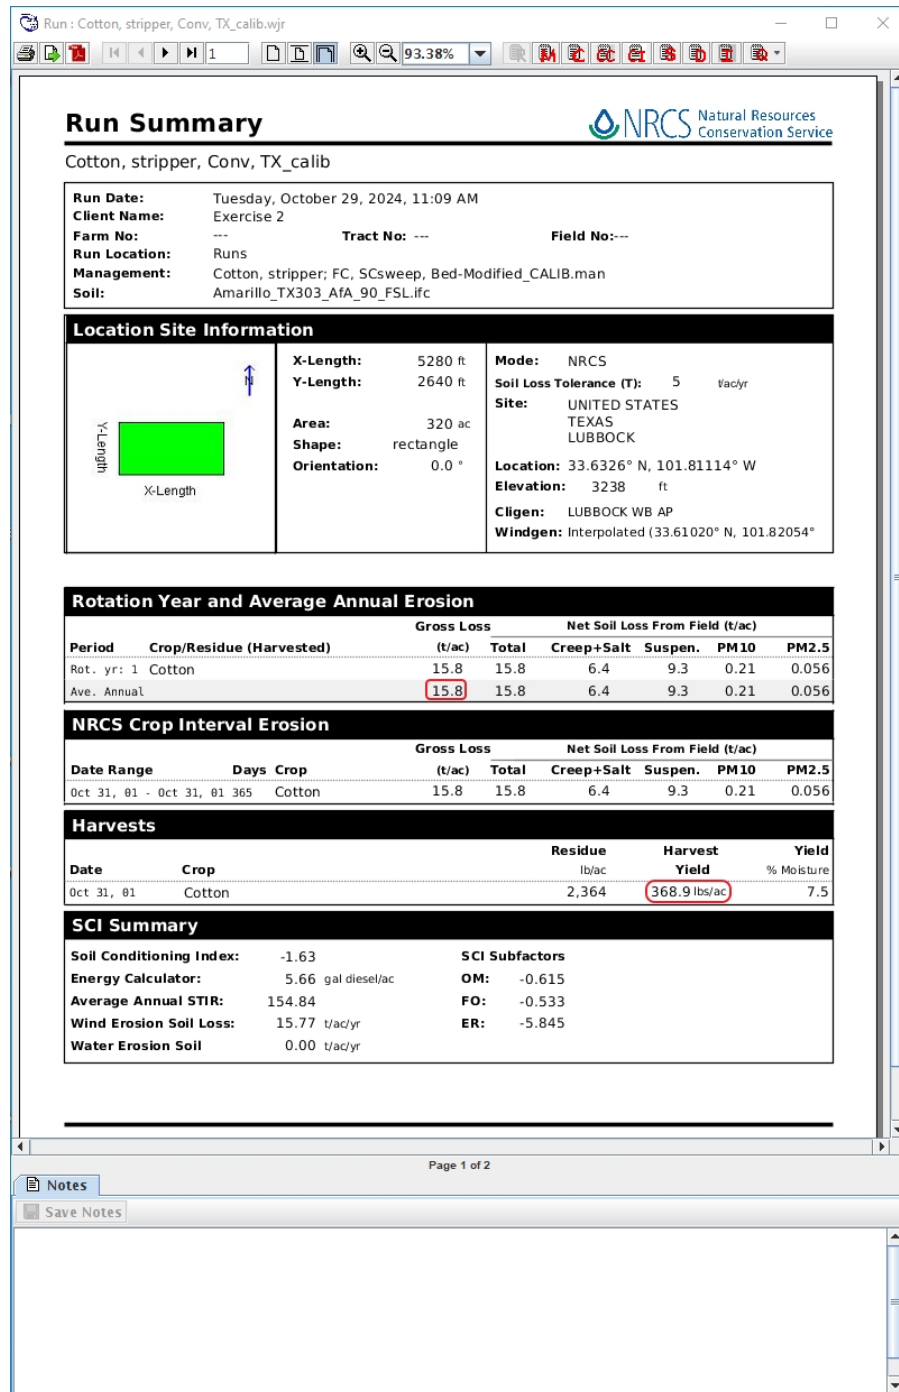 Run : Cotton, stripper, Conv, TX_calib.wjr
1 93.38%
Run Summary
NRCS Natural Resources Conservation Service
Cotton, stripper, Conv, TX_calib
Run Date: Tuesday, October 29, 2024, 11:09 AM
Client Name: Exercise 2
Farm No: --- Tract No: --- Field No:---
Run Location: Runs
Management: Cotton, stripper; FC, SCsweep, Bed-Modified_CALIB.man
Soil: Amarillo_TX303_AfA_90_FSL.ifc
Location Site Information
N
Y-Length
X-Length
X-Length: 5280 ft
Y-Length: 2640 ft
Area: 320 ac
Shape: rectangle
Orientation: 0.0 °
Mode: NRCS
Soil Loss Tolerance (T): 5 t/ac/yr
Site: UNITED STATES
TEXAS
LUBBOCK
Location: 33.6326° N, 101.81114° W
Elevation: 3238 ft
Cligen: LUBBOCK WB AP
Windgen: Interpolated (33.61020° N, 101.82054°
Rotation Year and Average Annual Erosion
Gross Loss Net Soil Loss From Field (t/ac)
Period Crop/Residue (Harvested) (t/ac) Total Creep+Salt Suspen. PM10 PM2.5
Rot. yr: 1 Cotton 15.8 15.8 6.4 9.3 0.21 0.056
Ave. Annual 15.8 15.8 6.4 9.3 0.21 0.056
NRCS Crop Interval Erosion
Gross Loss Net Soil Loss From Field (t/ac)
Date Range Days Crop (t/ac) Total Creep+Salt Suspen. PM10 PM2.5
Oct 31, 01 - Oct 31, 01 365 Cotton 15.8 15.8 6.4 9.3 0.21 0.056
Harvests
Residue Harvest Yield
Date Crop lb/ac Yield % Moisture
Oct 31, 01 Cotton 2,364 368.9 lbs/ac 7.5
SCI Summary
Soil Conditioning Index: -1.63 SCI Subfactors
Energy Calculator: 5.66 gal diesel/ac OM: -0.615
Average Annual STIR: 154.84 FO: -0.533
Wind Erosion Soil Loss: 15.77 t/ac/yr ER: -5.845
Water Erosion Soil 0.00 t/ac/yr
Page 1 of 2
Notes
Save Notes